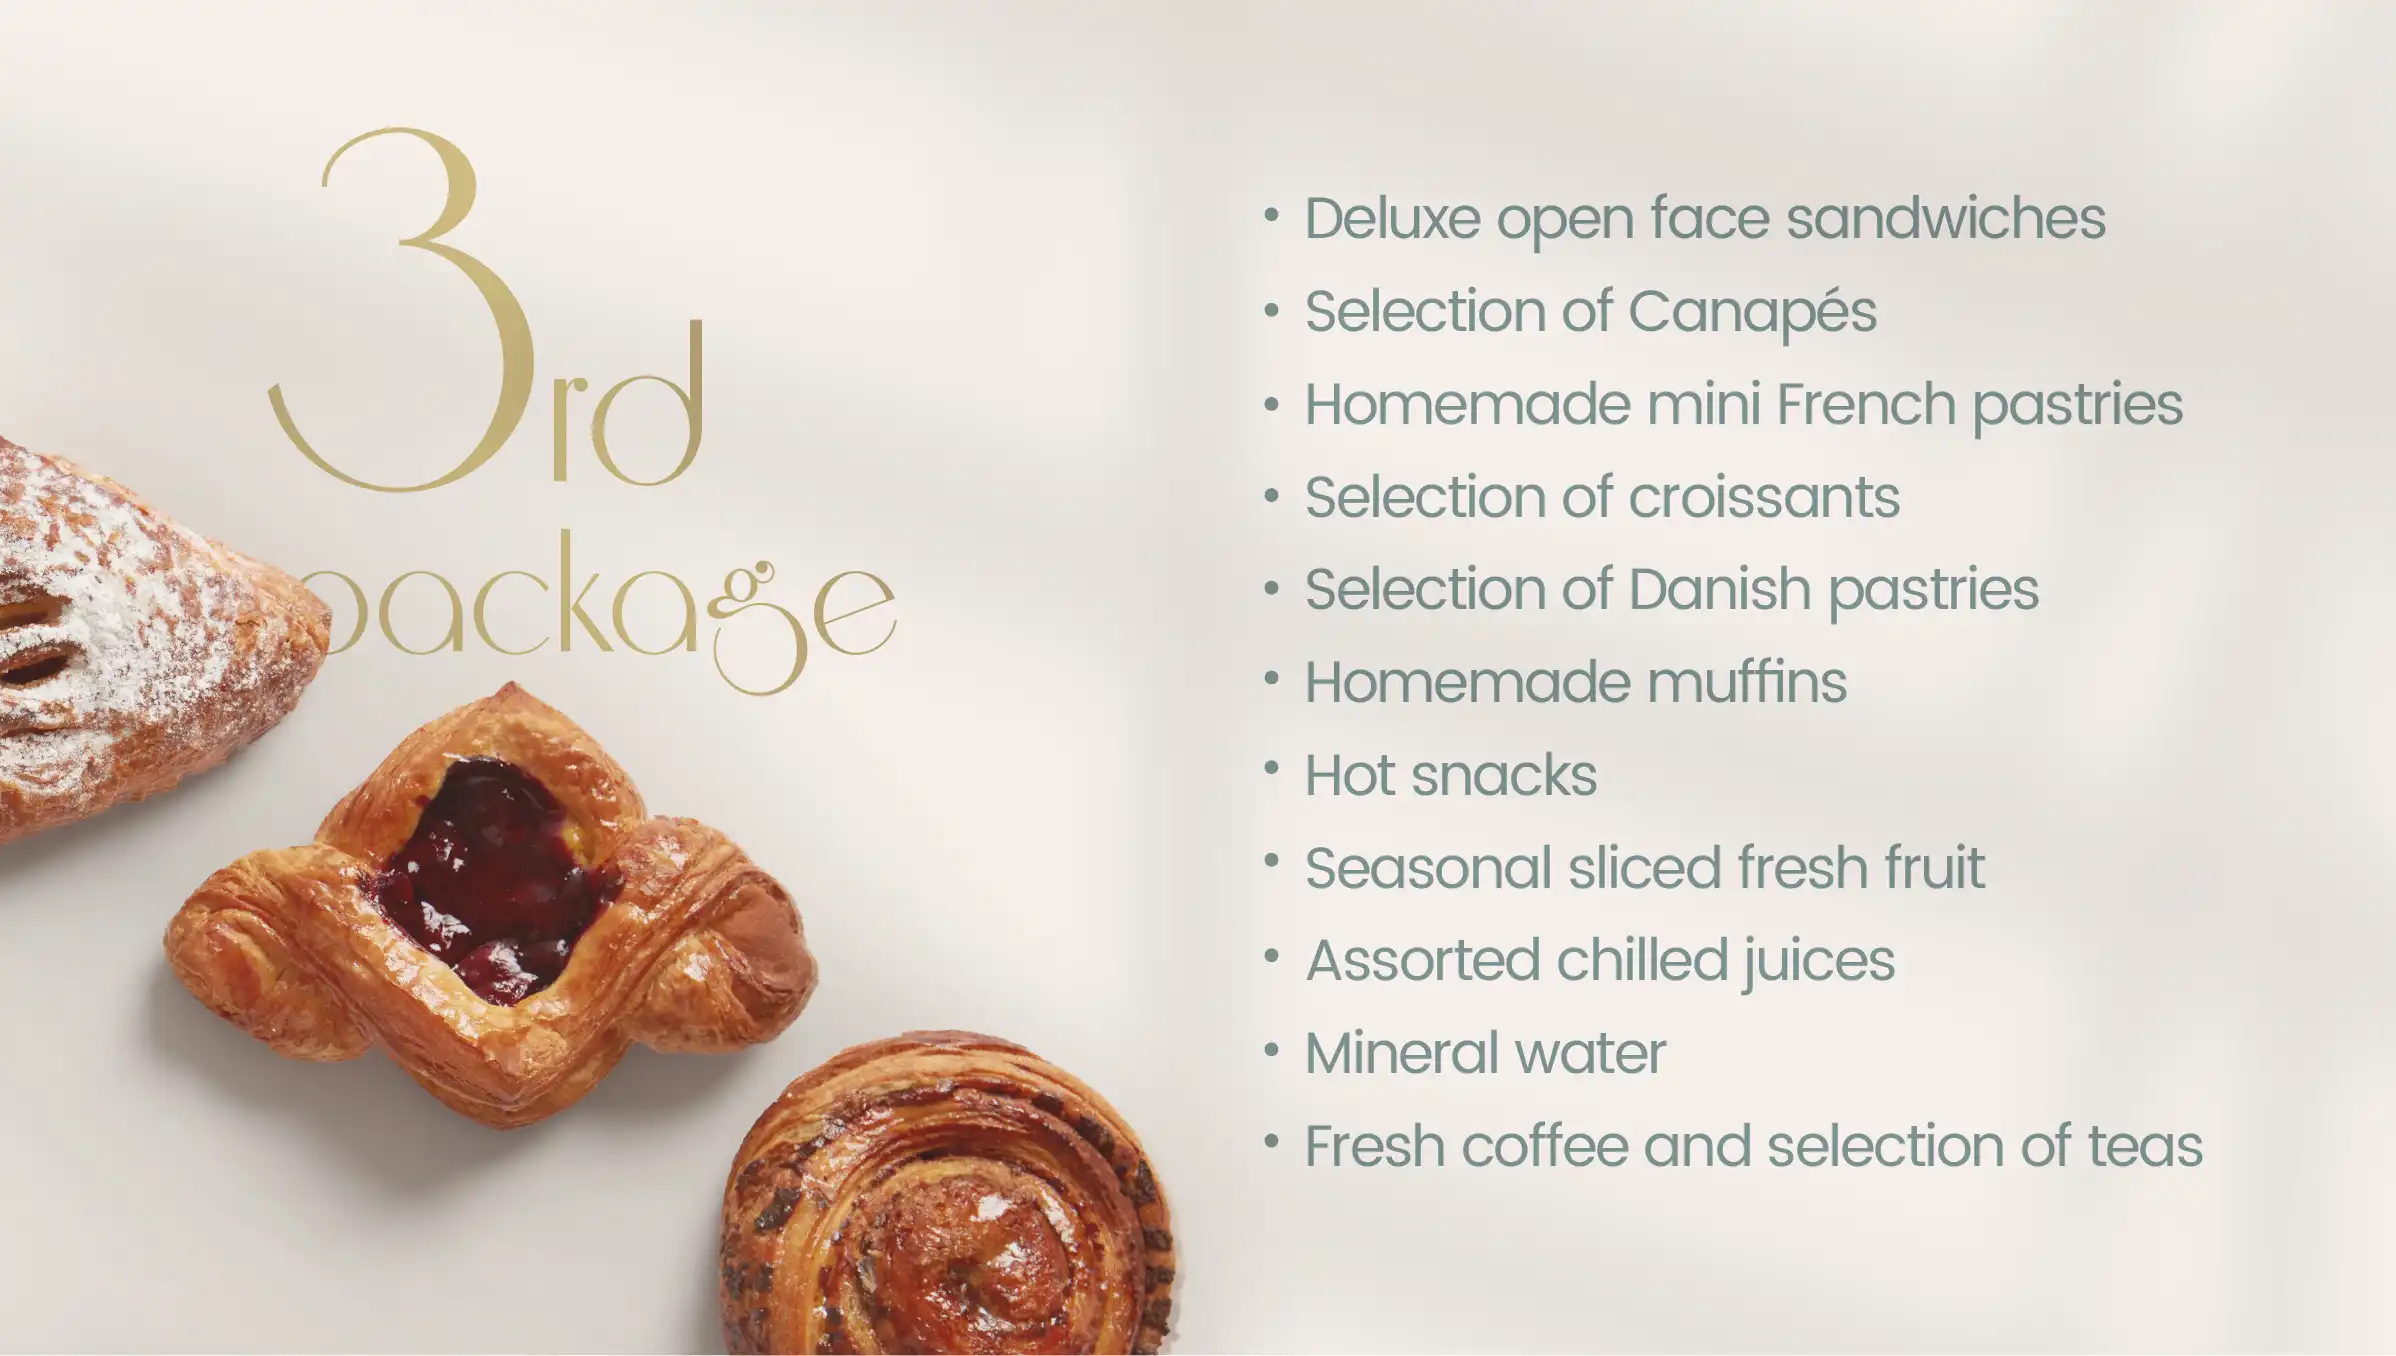 3rd
package
• Deluxe open face sandwiches
• Selection of Canapés
• Homemade mini French pastries
• Selection of croissants
• Selection of Danish pastries
• Homemade muffins
• Hot snacks
• Seasonal sliced fresh fruit
• Assorted chilled juices
• Mineral water
• Fresh coffee and selection of teas